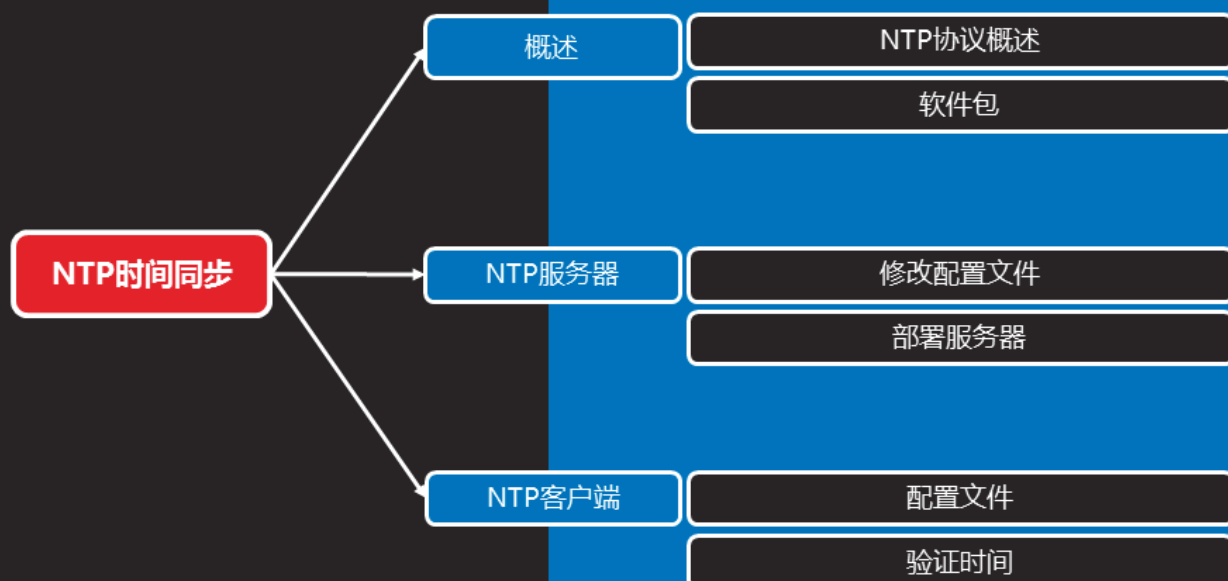 NTP时间同步
概述
NTP协议概述
软件包
NTP服务器
修改配置文件
部署服务器
NTP客户端
配置文件
验证时间